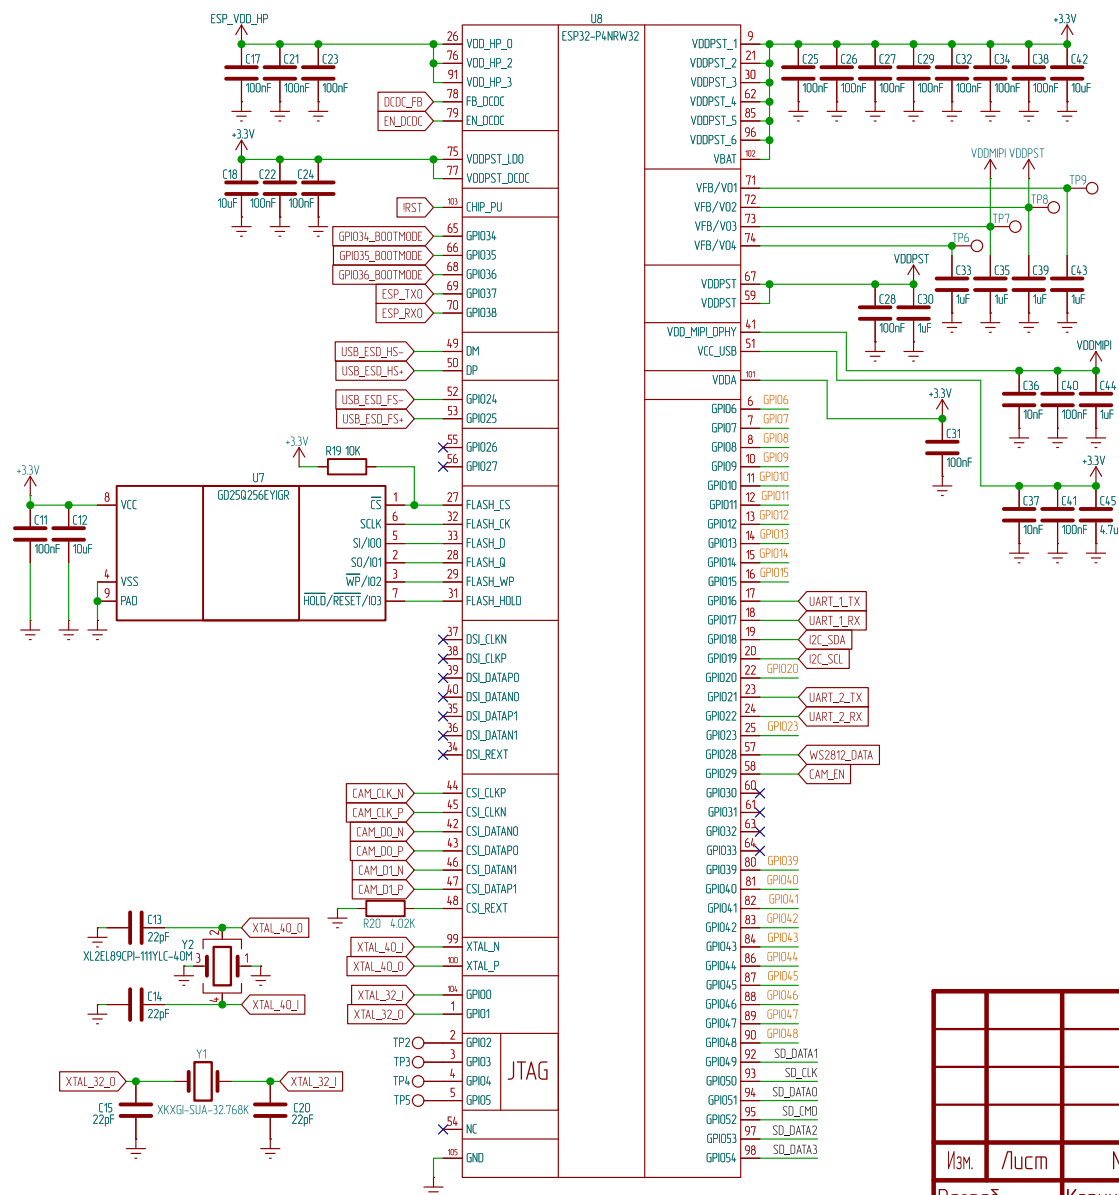 ESP_VDD_HP
C17
100nF
C21
100nF
C23
100nF
+3.3V
C18
10uF
C22
100nF
C24
100nF
DCDC_FB
EN_DCDC
!RST
GPIO34_BOOTMODE
GPIO35_BOOTMODE
GPIO36_BOOTMODE
ESP_TX0
ESP_RX0
USB_ESD_HS-
USB_ESD_HS+
USB_ESD_FS-
USB_ESD_FS+
U8
ESP32-P4NRW32
26 VDD_HP_0
76 VDD_HP_2
91 VDD_HP_3
78 FB_DCDC
79 EN_DCDC
75 VDDPST_LDO
77 VDDPST_DCDC
103 CHIP_PU
65 GPIO34
66 GPIO35
68 GPIO36
69 GPIO37
70 GPIO38
49 DM
50 DP
52 GPIO24
53 GPIO25
55 GPIO26
56 GPIO27
27 FLASH_CS
32 FLASH_CK
33 FLASH_D
28 FLASH_Q
29 FLASH_WP
31 FLASH_HOLD
37 DSI_CLKN
38 DSI_CLKP
39 DSI_DATAP0
40 DSI_DATAN0
35 DSI_DATAP1
36 DSI_DATAN1
34 DSI_REXT
44 CSI_CLKP
45 CSI_CLKN
42 CSI_DATAN0
43 CSI_DATAP0
46 CSI_DATAN1
47 CSI_DATAP1
48 CSI_REXT
99 XTAL_N
100 XTAL_P
104 GPIO0
1 GPIO1
2 GPIO2
3 GPIO3
4 GPIO4
5 GPIO5
JTAG
54 NC
105 GND
VDDPST_1 9
VDDPST_2 21
VDDPST_3 30
VDDPST_4 62
VDDPST_5 85
VDDPST_6 96
VBAT 102
VFB/VO1 71
VFB/VO2 72
VFB/VO3 73
VFB/VO4 74
VDDPST 67
VDDPST 59
VDD_MIPI_DPHY 41
VCC_USB 51
VDDA 101
GPIO6 6 GPIO6
GPIO7 7 GPIO7
GPIO8 8 GPIO8
GPIO9 10 GPIO9
GPIO10 11 GPIO10
GPIO11 12 GPIO11
GPIO12 13 GPIO12
GPIO13 14 GPIO13
GPIO14 15 GPIO14
GPIO15 16 GPIO15
GPIO16 17 UART_1_TX
GPIO17 18 UART_1_RX
GPIO18 19 I2C_SDA
GPIO19 20 I2C_SCL
GPIO20 22 GPIO20
GPIO21 23 UART_2_TX
GPIO22 24 UART_2_RX
GPIO23 25 GPIO23
GPIO28 57 WS2812_DATA
GPIO29 58 CAM_EN
GPIO30 60
GPIO31 61
GPIO32 63
GPIO33 64
GPIO39 80 GPIO39
GPIO40 81 GPIO40
GPIO41 82 GPIO41
GPIO42 83 GPIO42
GPIO43 84 GPIO43
GPIO44 86 GPIO44
GPIO45 87 GPIO45
GPIO46 88 GPIO46
GPIO47 89 GPIO47
GPIO48 90 GPIO48
GPIO49 92 SD_DATA1
GPIO50 93 SD_CLK
GPIO51 94 SD_DATA0
GPIO52 95 SD_CMD
GPIO53 97 SD_DATA2
GPIO54 98 SD_DATA3
+3.3V
C25
100nF
C26
100nF
C27
100nF
C29
100nF
C32
100nF
C34
100nF
C38
100nF
C42
10uF
VDDMIPI VDDPST
TP9
TP8
TP7
TP6
C33
1uF
C35
1uF
C39
1uF
C43
1uF
VDDPST
C28
100nF
C30
1uF
VDDMIPI
C36
10nF
C40
100nF
C44
1uF
+3.3V
C31
100nF
+3.3V
C37
10nF
C41
100nF
C45
4.7u
+3.3V
R19 10K
+3.3V
C11
100nF
C12
10uF
U7
GD25Q256EYIGR
8 VCC
4 VSS
9 PAD
CS 1
SCLK 6
SI/IO0 5
SO/IO1 2
WP/IO2 3
HOLD/RESET/IO3 7
CAM_CLK_N
CAM_CLK_P
CAM_D0_N
CAM_D0_P
CAM_D1_N
CAM_D1_P
R20 4.02K
XTAL_40_I
XTAL_40_O
XTAL_32_I
XTAL_32_O
TP2
TP3
TP4
TP5
C13
22pF
XTAL_40_O
Y2
XL2EL89CPI-111YLC-40M
2
3
1
4
C14
22pF
XTAL_40_I
Y1
XTAL_32_O
XTAL_32_I
XKXGI-SUA-32.768K
C15
22pF
C20
22pF
Изм.
Лист